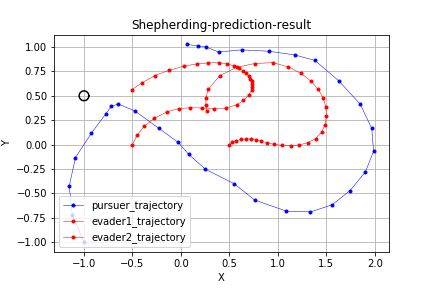 Shepherding-prediction-result
1.00
0.75
0.50
0.25
0.00
−0.25
−0.50
−0.75
−1.00
Y
pursuer_trajectory
evader1_trajectory
evader2_trajectory
−1.0 −0.5 0.0 0.5 1.0 1.5 2.0
X